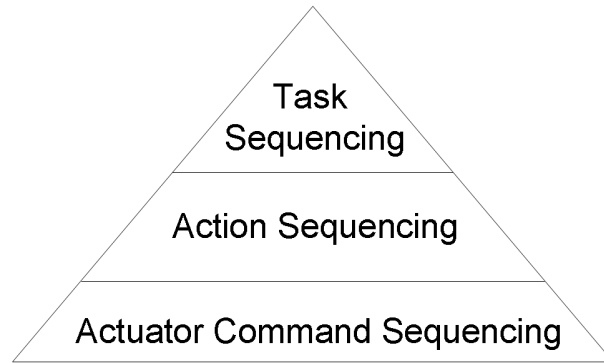 Task
Sequencing
Action Sequencing
Actuator Command Sequencing